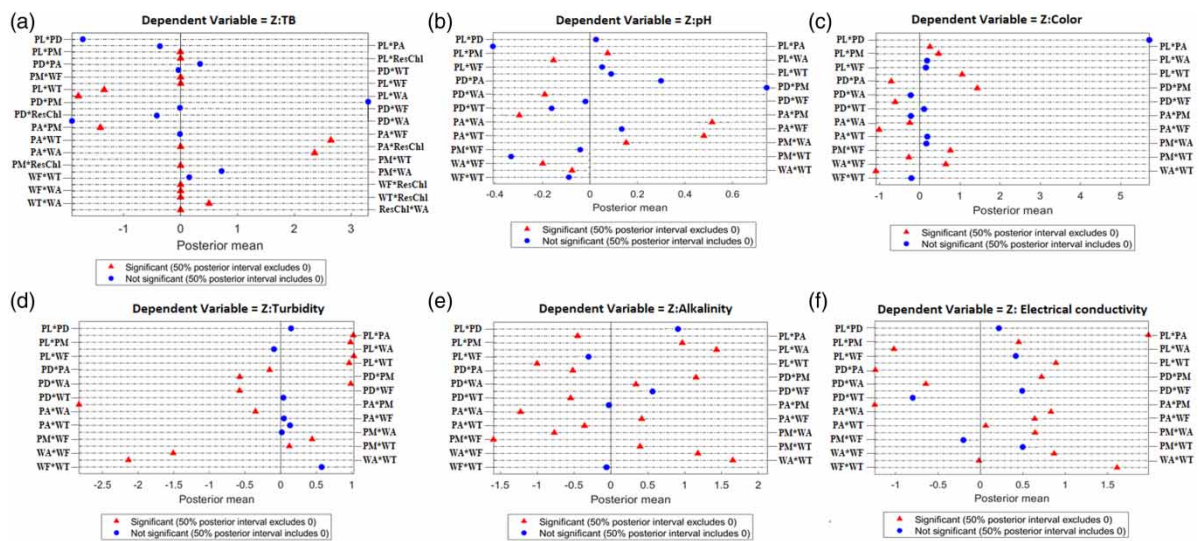 (a)
Dependent Variable = Z:TB
PL*PD
PL*PA
PL*PM
PL*ResChl
PD*PA
PD*WT
PM*WF
PL*WF
PL*WT
PL*WA
PD*PM
PD*WF
PD*ResChl
PD*WA
PA*PM
PA*WF
PA*WT
PA*ResChl
PA*WA
PM*WT
PM*ResChl
PM*WA
WF*WT
WF*ResChl
WF*WA
WT*ResChl
WT*WA
ResChl*WA
-1 0 1 2 3
Posterior mean
Significant (50% posterior interval excludes 0)
Not significant (50% posterior interval includes 0)
(b)
Dependent Variable = Z:pH
PL*PD
PL*PA
PL*PM
PL*WA
PL*WF
PL*WT
PD*PA
PD*PM
PD*WA
PD*WF
PD*WT
PA*PM
PA*WA
PA*WF
PA*WT
PM*WA
PM*WF
PM*WT
WA*WF
WA*WT
WF*WT
-0.4 -0.2 0 0.2 0.4 0.6
Posterior mean
Significant (50% posterior interval excludes 0)
Not significant (50% posterior interval includes 0)
(c)
Dependent Variable = Z:Color
PL*PD
PL*PA
PL*PM
PL*WA
PL*WF
PL*WT
PD*PA
PD*PM
PD*WA
PD*WF
PD*WT
PA*PM
PA*WA
PA*WF
PA*WT
PM*WA
PM*WF
PM*WT
WA*WF
WA*WT
WF*WT
-1 0 1 2 3 4 5
Posterior mean
Significant (50% posterior interval excludes 0)
Not significant (50% posterior interval includes 0)
(d)
Dependent Variable = Z:Turbidity
PL*PD
PL*PA
PL*PM
PL*WA
PL*WF
PL*WT
PD*PA
PD*PM
PD*WA
PD*WF
PD*WT
PA*PM
PA*WA
PA*WF
PA*WT
PM*WA
PM*WF
PM*WT
WA*WF
WA*WT
WF*WT
-2.5 -2 -1.5 -1 -0.5 0 0.5 1
Posterior mean
Significant (50% posterior interval excludes 0)
Not significant (50% posterior interval includes 0)
(e)
Dependent Variable = Z:Alkalinity
PL*PD
PL*PA
PL*PM
PL*WA
PL*WF
PL*WT
PD*PA
PD*PM
PD*WA
PD*WF
PD*WT
PA*PM
PA*WA
PA*WF
PA*WT
PM*WA
PM*WF
PM*WT
WA*WF
WA*WT
WF*WT
-1.5 -1 -0.5 0 0.5 1 1.5 2
Posterior mean
Significant (50% posterior interval excludes 0)
Not significant (50% posterior interval includes 0)
(f)
Dependent Variable = Z: Electrical conductivity
PL*PD
PL*PA
PL*PM
PL*WA
PL*WF
PL*WT
PD*PA
PD*PM
PD*WA
PD*WF
PD*WT
PA*PM
PA*WA
PA*WF
PA*WT
PM*WA
PM*WF
PM*WT
WA*WF
WA*WT
WF*WT
-1 -0.5 0 0.5 1 1.5
Posterior mean
Significant (50% posterior interval excludes 0)
Not significant (50% posterior interval includes 0)